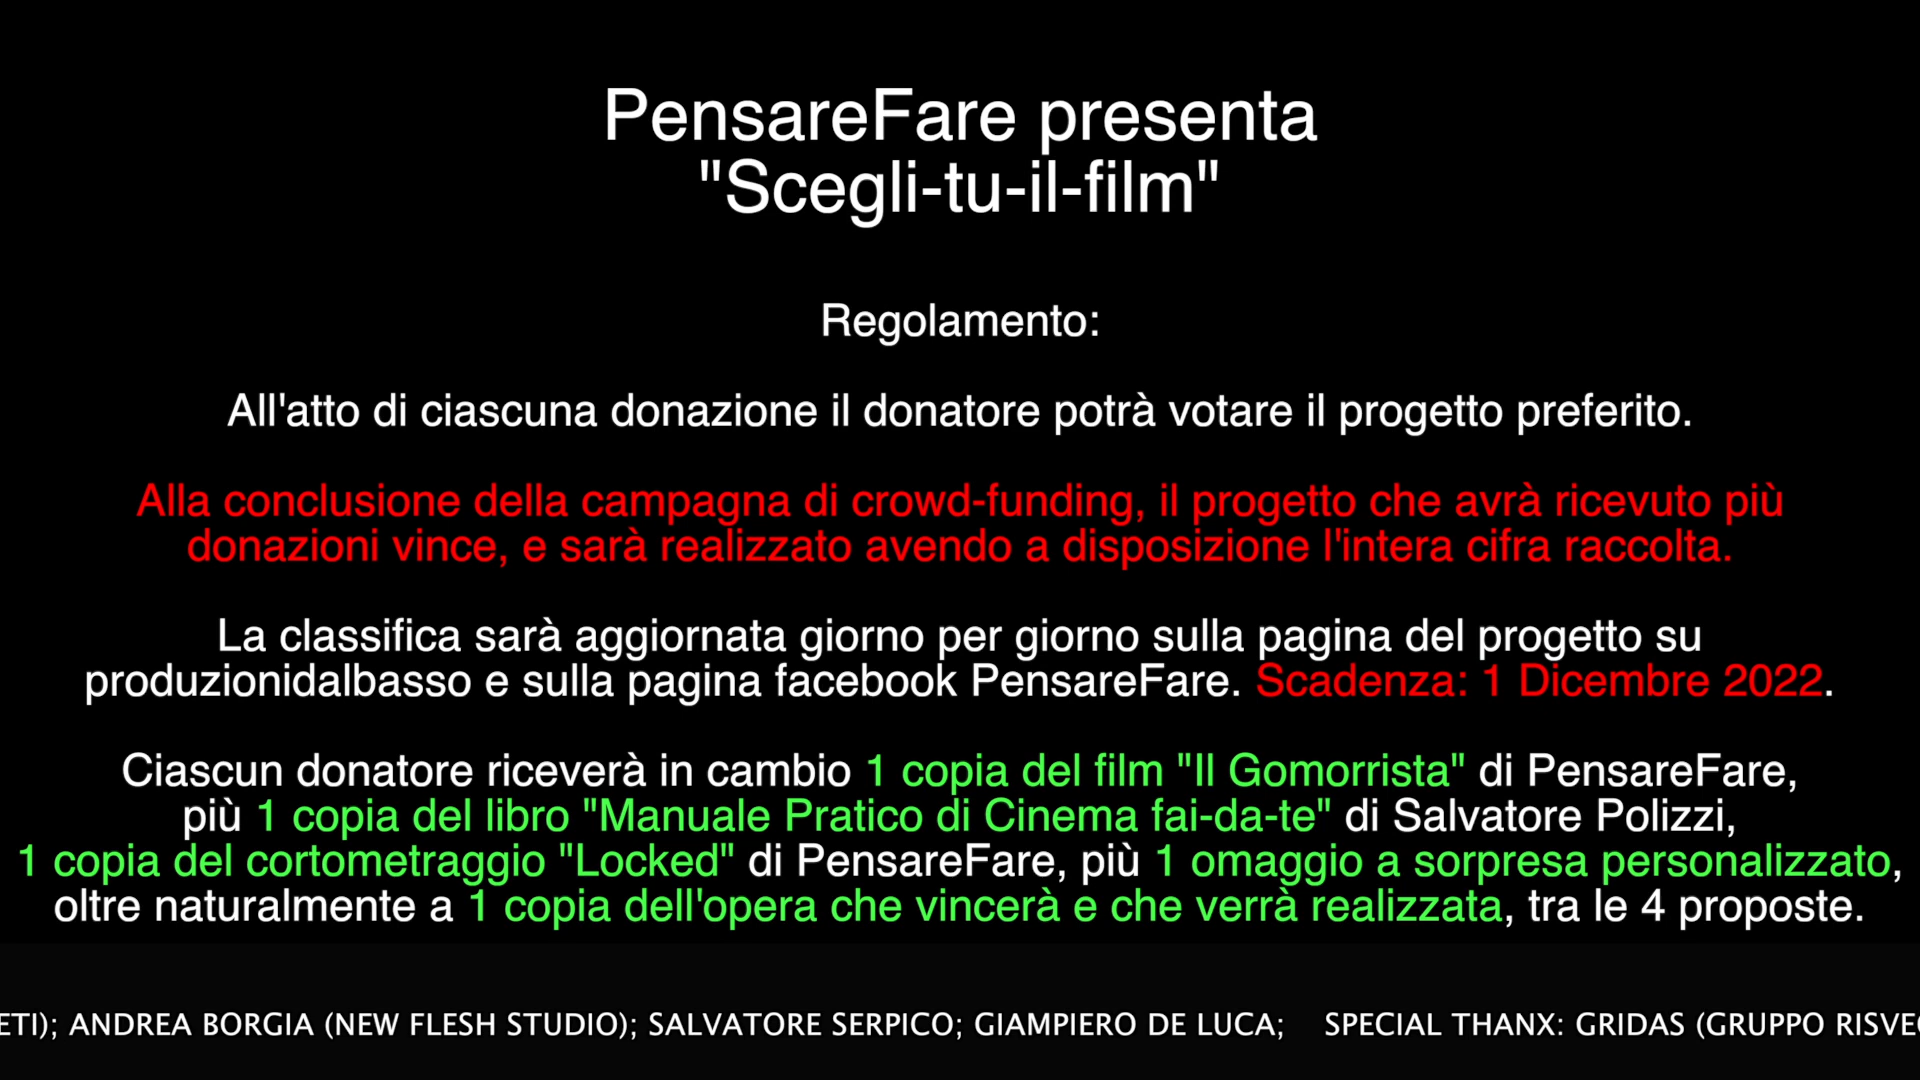 PensareFare presenta
"Scegli-tu-il-film"
Regolamento:
All'atto di ciascuna donazione il donatore potrà votare il progetto preferito.
Alla conclusione della campagna di crowd-funding, il progetto che avrà ricevuto più
donazioni vince, e sarà realizzato avendo a disposizione l'intera cifra raccolta.
La classifica sarà aggiornata giorno per giorno sulla pagina del progetto su
produzionidalbasso e sulla pagina facebook PensareFare. Scadenza: 1 Dicembre 2022.
Ciascun donatore riceverà in cambio 1 copia del film "Il Gomorrista" di PensareFare,
più 1 copia del libro "Manuale Pratico di Cinema fai-da-te" di Salvatore Polizzi,
1 copia del cortometraggio "Locked" di PensareFare, più 1 omaggio a sorpresa personalizzato,
oltre naturalmente a 1 copia dell'opera che vincerà e che verrà realizzata, tra le 4 proposte.
ETI); ANDREA BORGIA (NEW FLESH STUDIO); SALVATORE SERPICO; GIAMPIERO DE LUCA; SPECIAL THANX: GRIDAS (GRUPPO RISVE